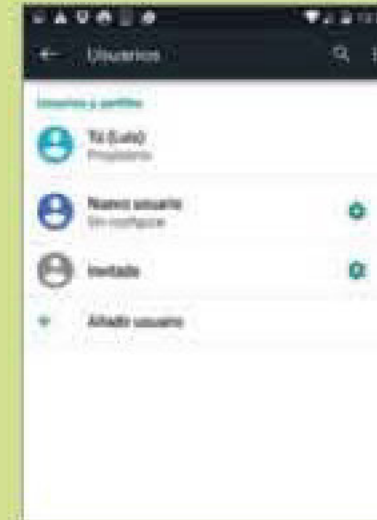 Usuarios
Usuarios y perfiles
Tú (Luis)
Propietario
Nuevo usuario
Sin configurar
Invitado
Añadir usuario